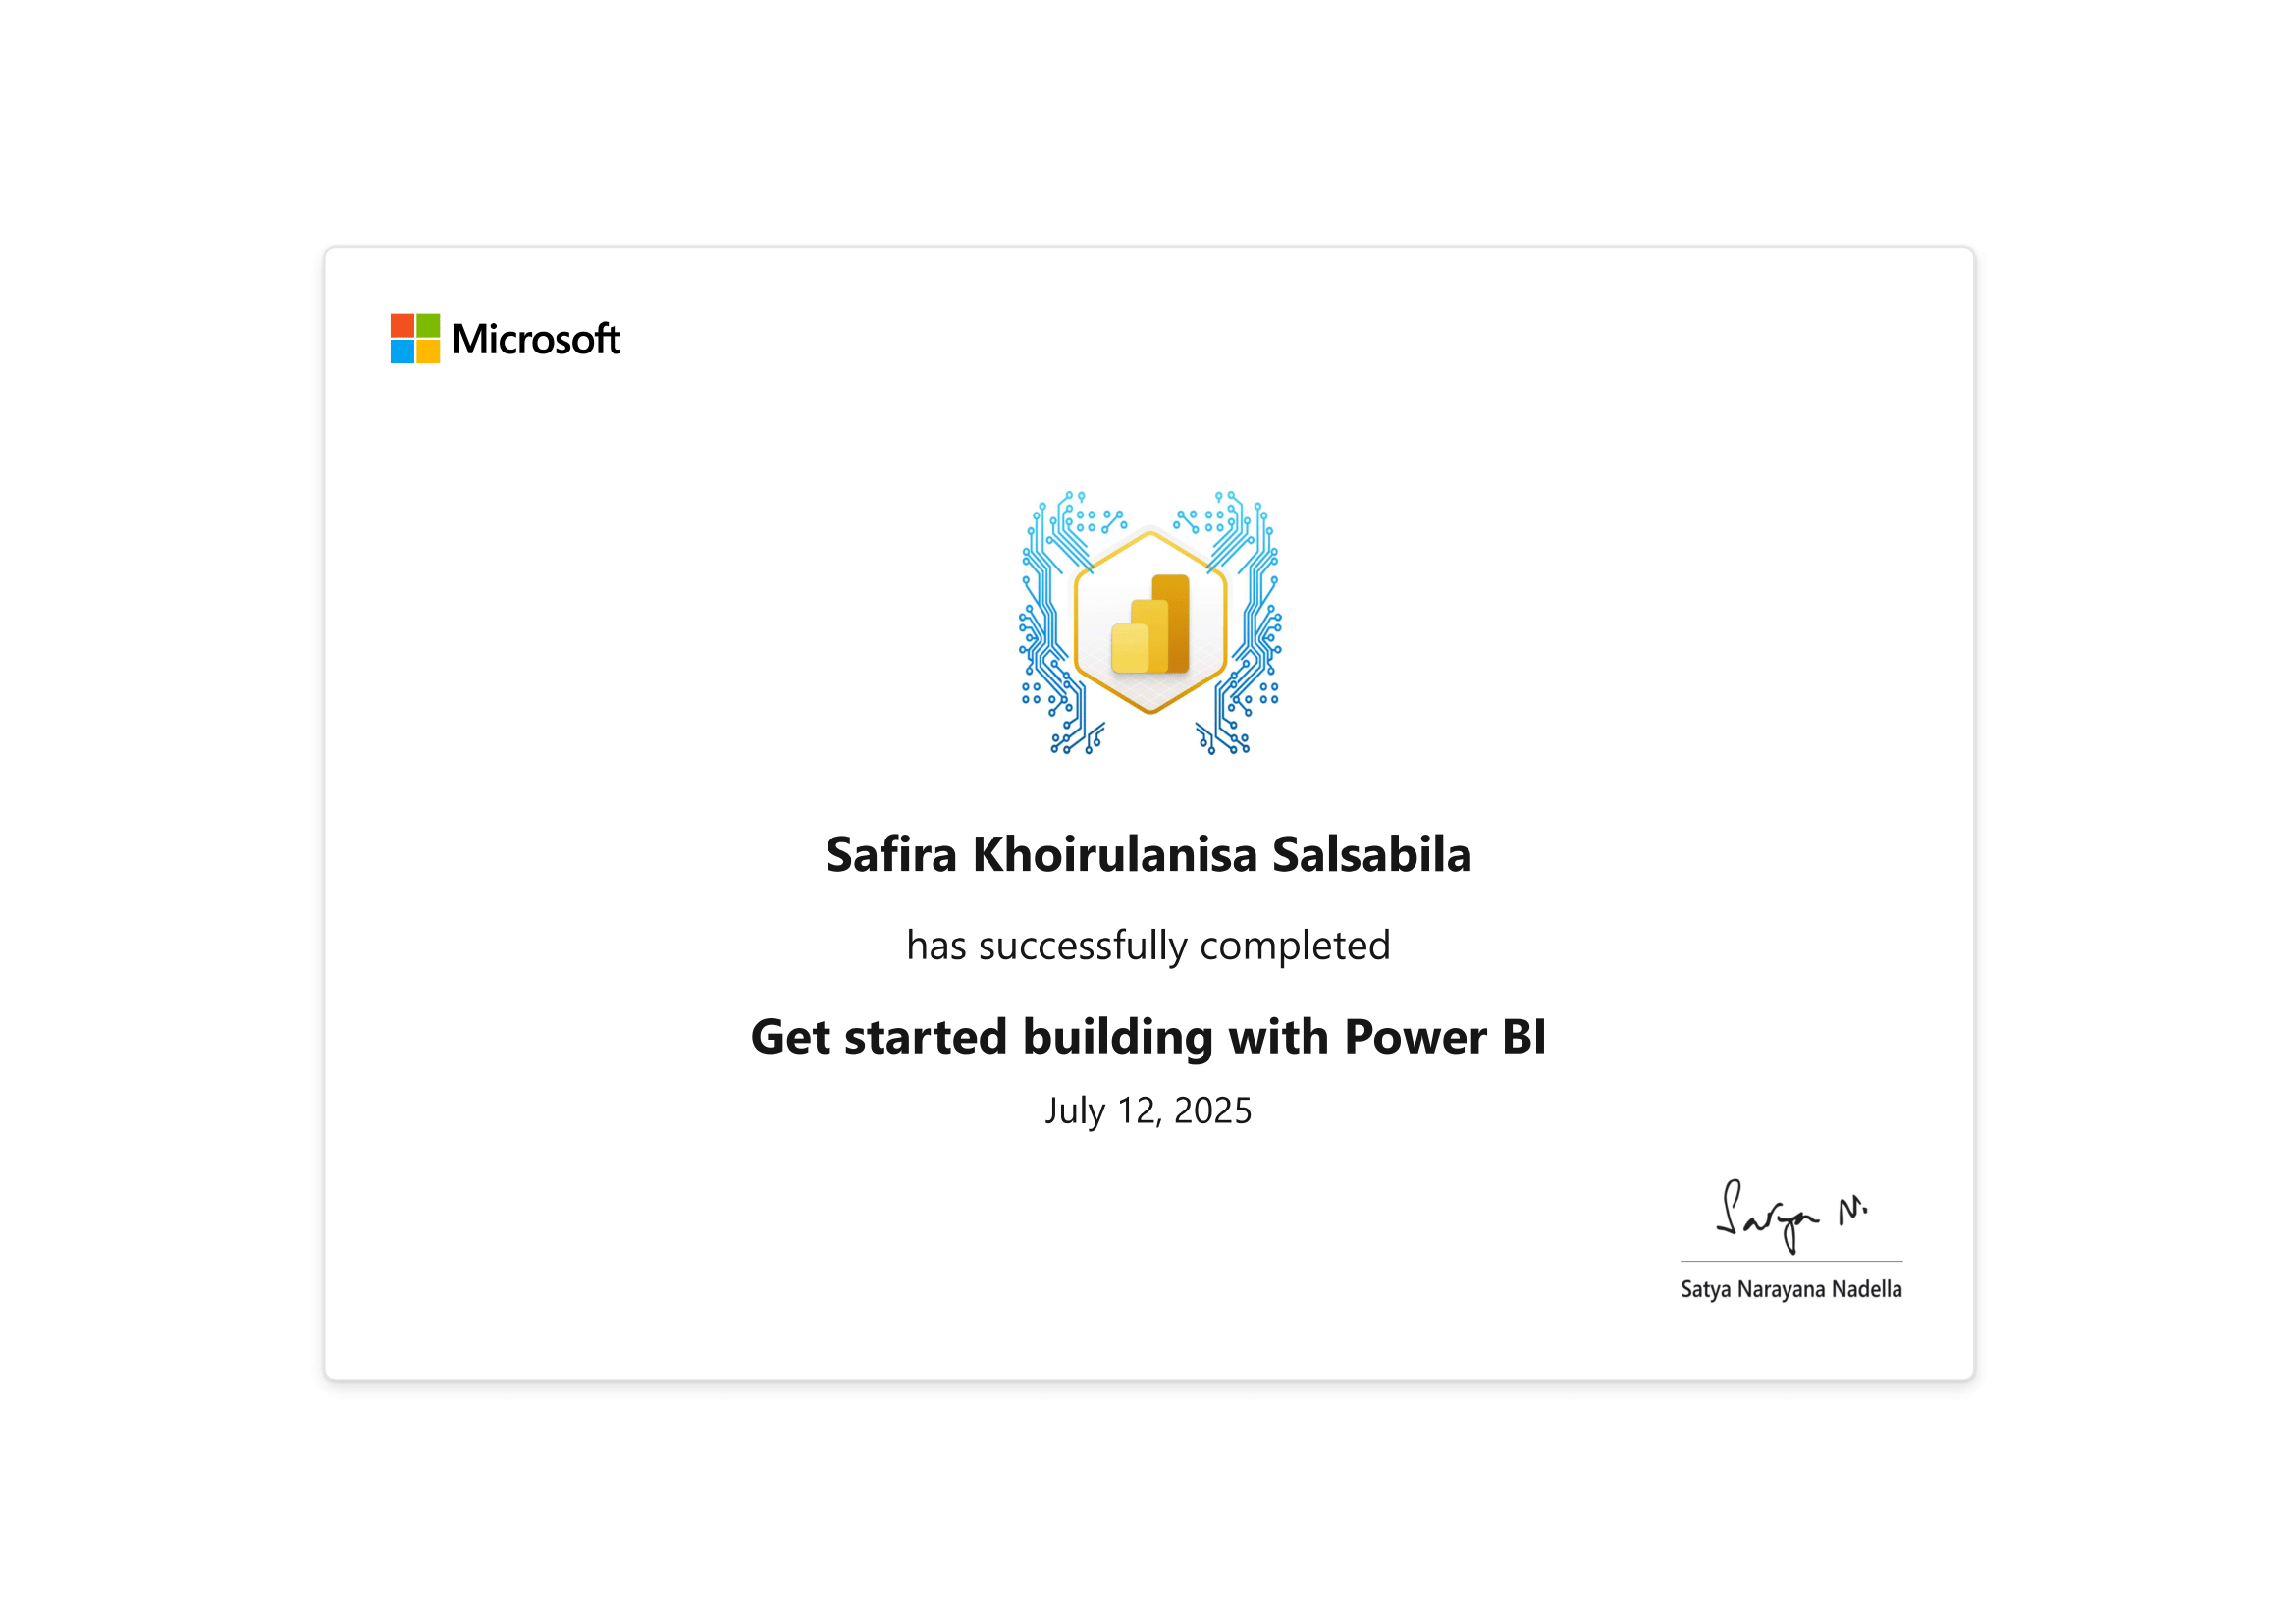 Microsoft
Safira Khoirulanisa Salsabila
has successfully completed
Get started building with Power BI
July 12, 2025
Satya N.
Satya Narayana Nadella